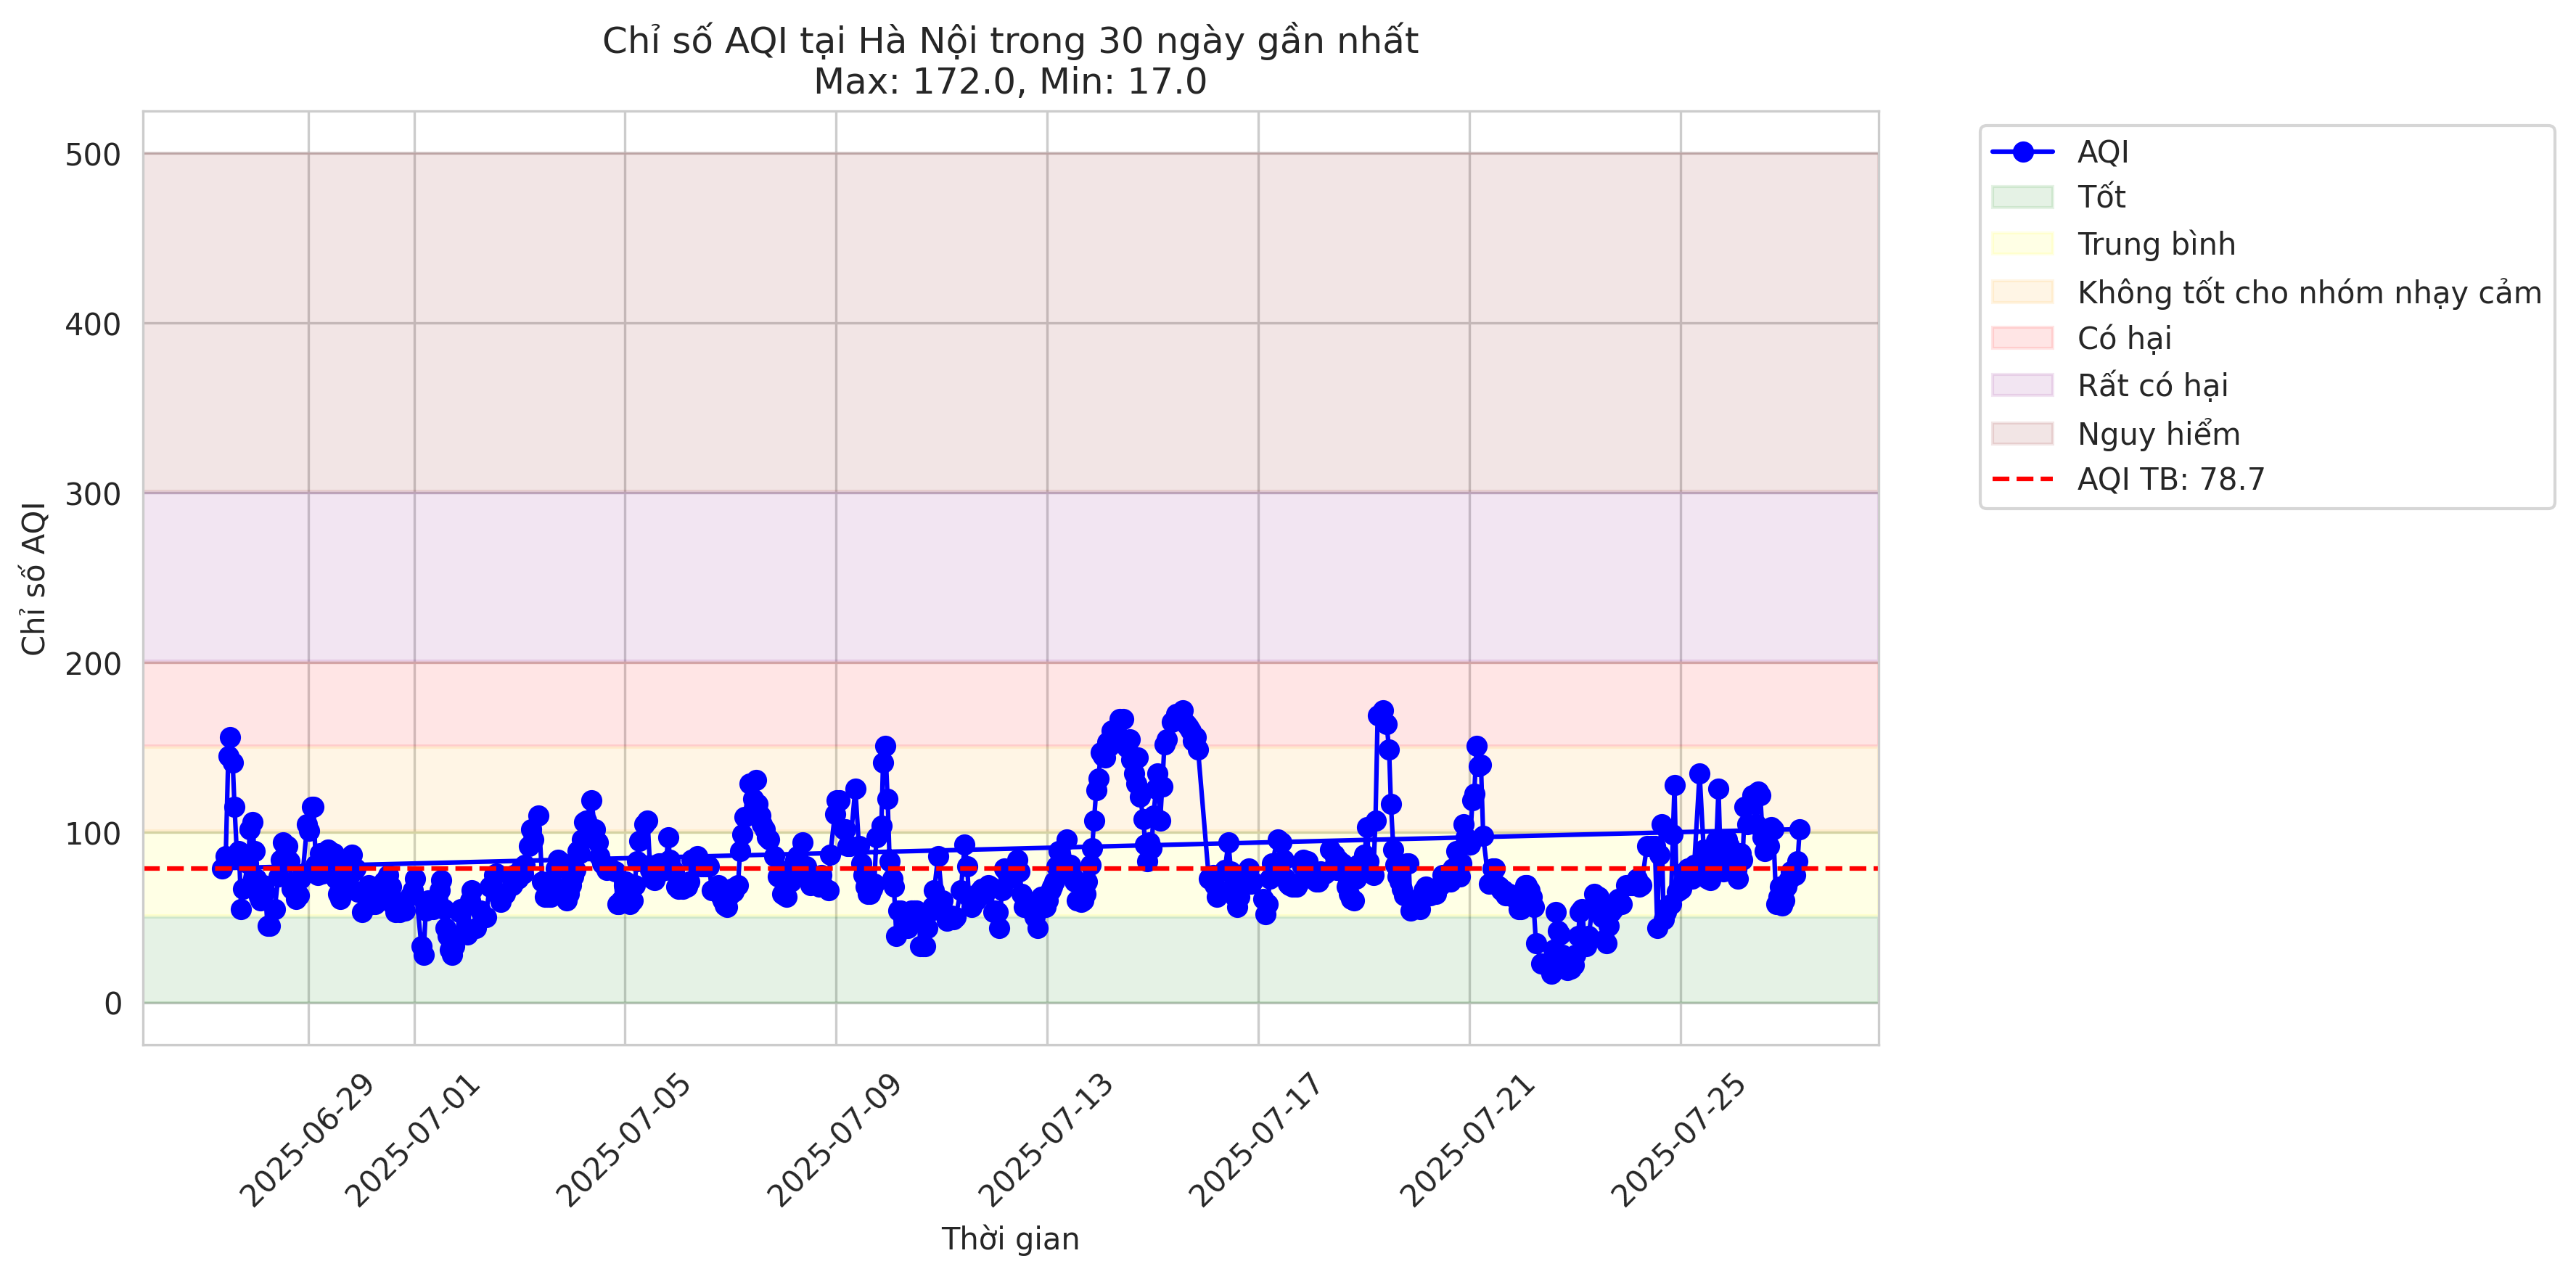 Chỉ số AQI tại Hà Nội trong 30 ngày gần nhất
Max: 172.0, Min: 17.0
Chỉ số AQI
500
400
300
200
100
0
2025-06-29
2025-07-01
2025-07-05
2025-07-09
2025-07-13
2025-07-17
2025-07-21
2025-07-25
Thời gian
AQI
Tốt
Trung bình
Không tốt cho nhóm nhạy cảm
Có hại
Rất có hại
Nguy hiểm
AQI TB: 78.7